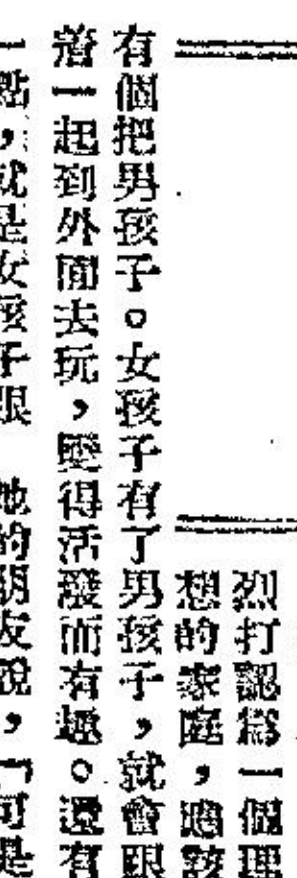 烈打認爲一個理
想的家庭，應該
有個把男孩子。女孩子有了男孩子，就會跟
着一起到外面去玩，變得活潑而有趣。還有
一點，就是女孩子跟
她的朋友說，「可是